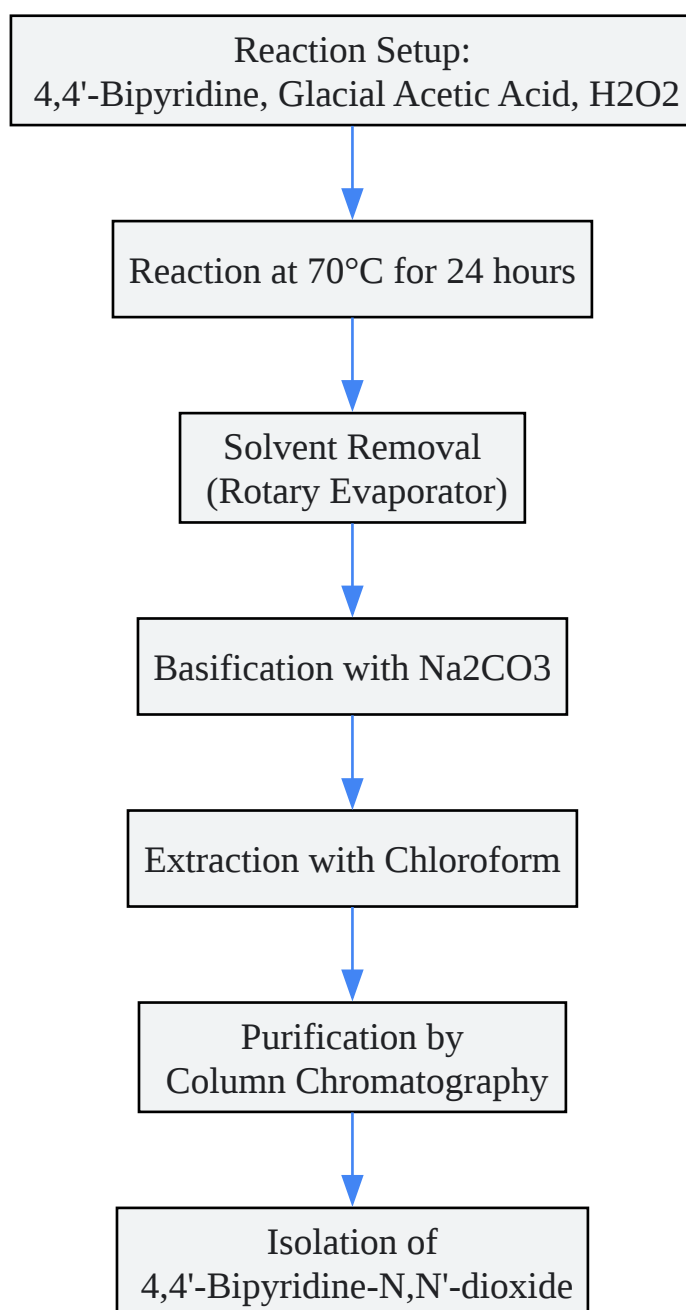 Reaction Setup:
4,4'-Bipyridine, Glacial Acetic Acid, H2O2
Reaction at 70°C for 24 hours
Solvent Removal
(Rotary Evaporator)
Basification with Na2CO3
Extraction with Chloroform
Purification by
Column Chromatography
Isolation of
4,4'-Bipyridine-N,N'-dioxide